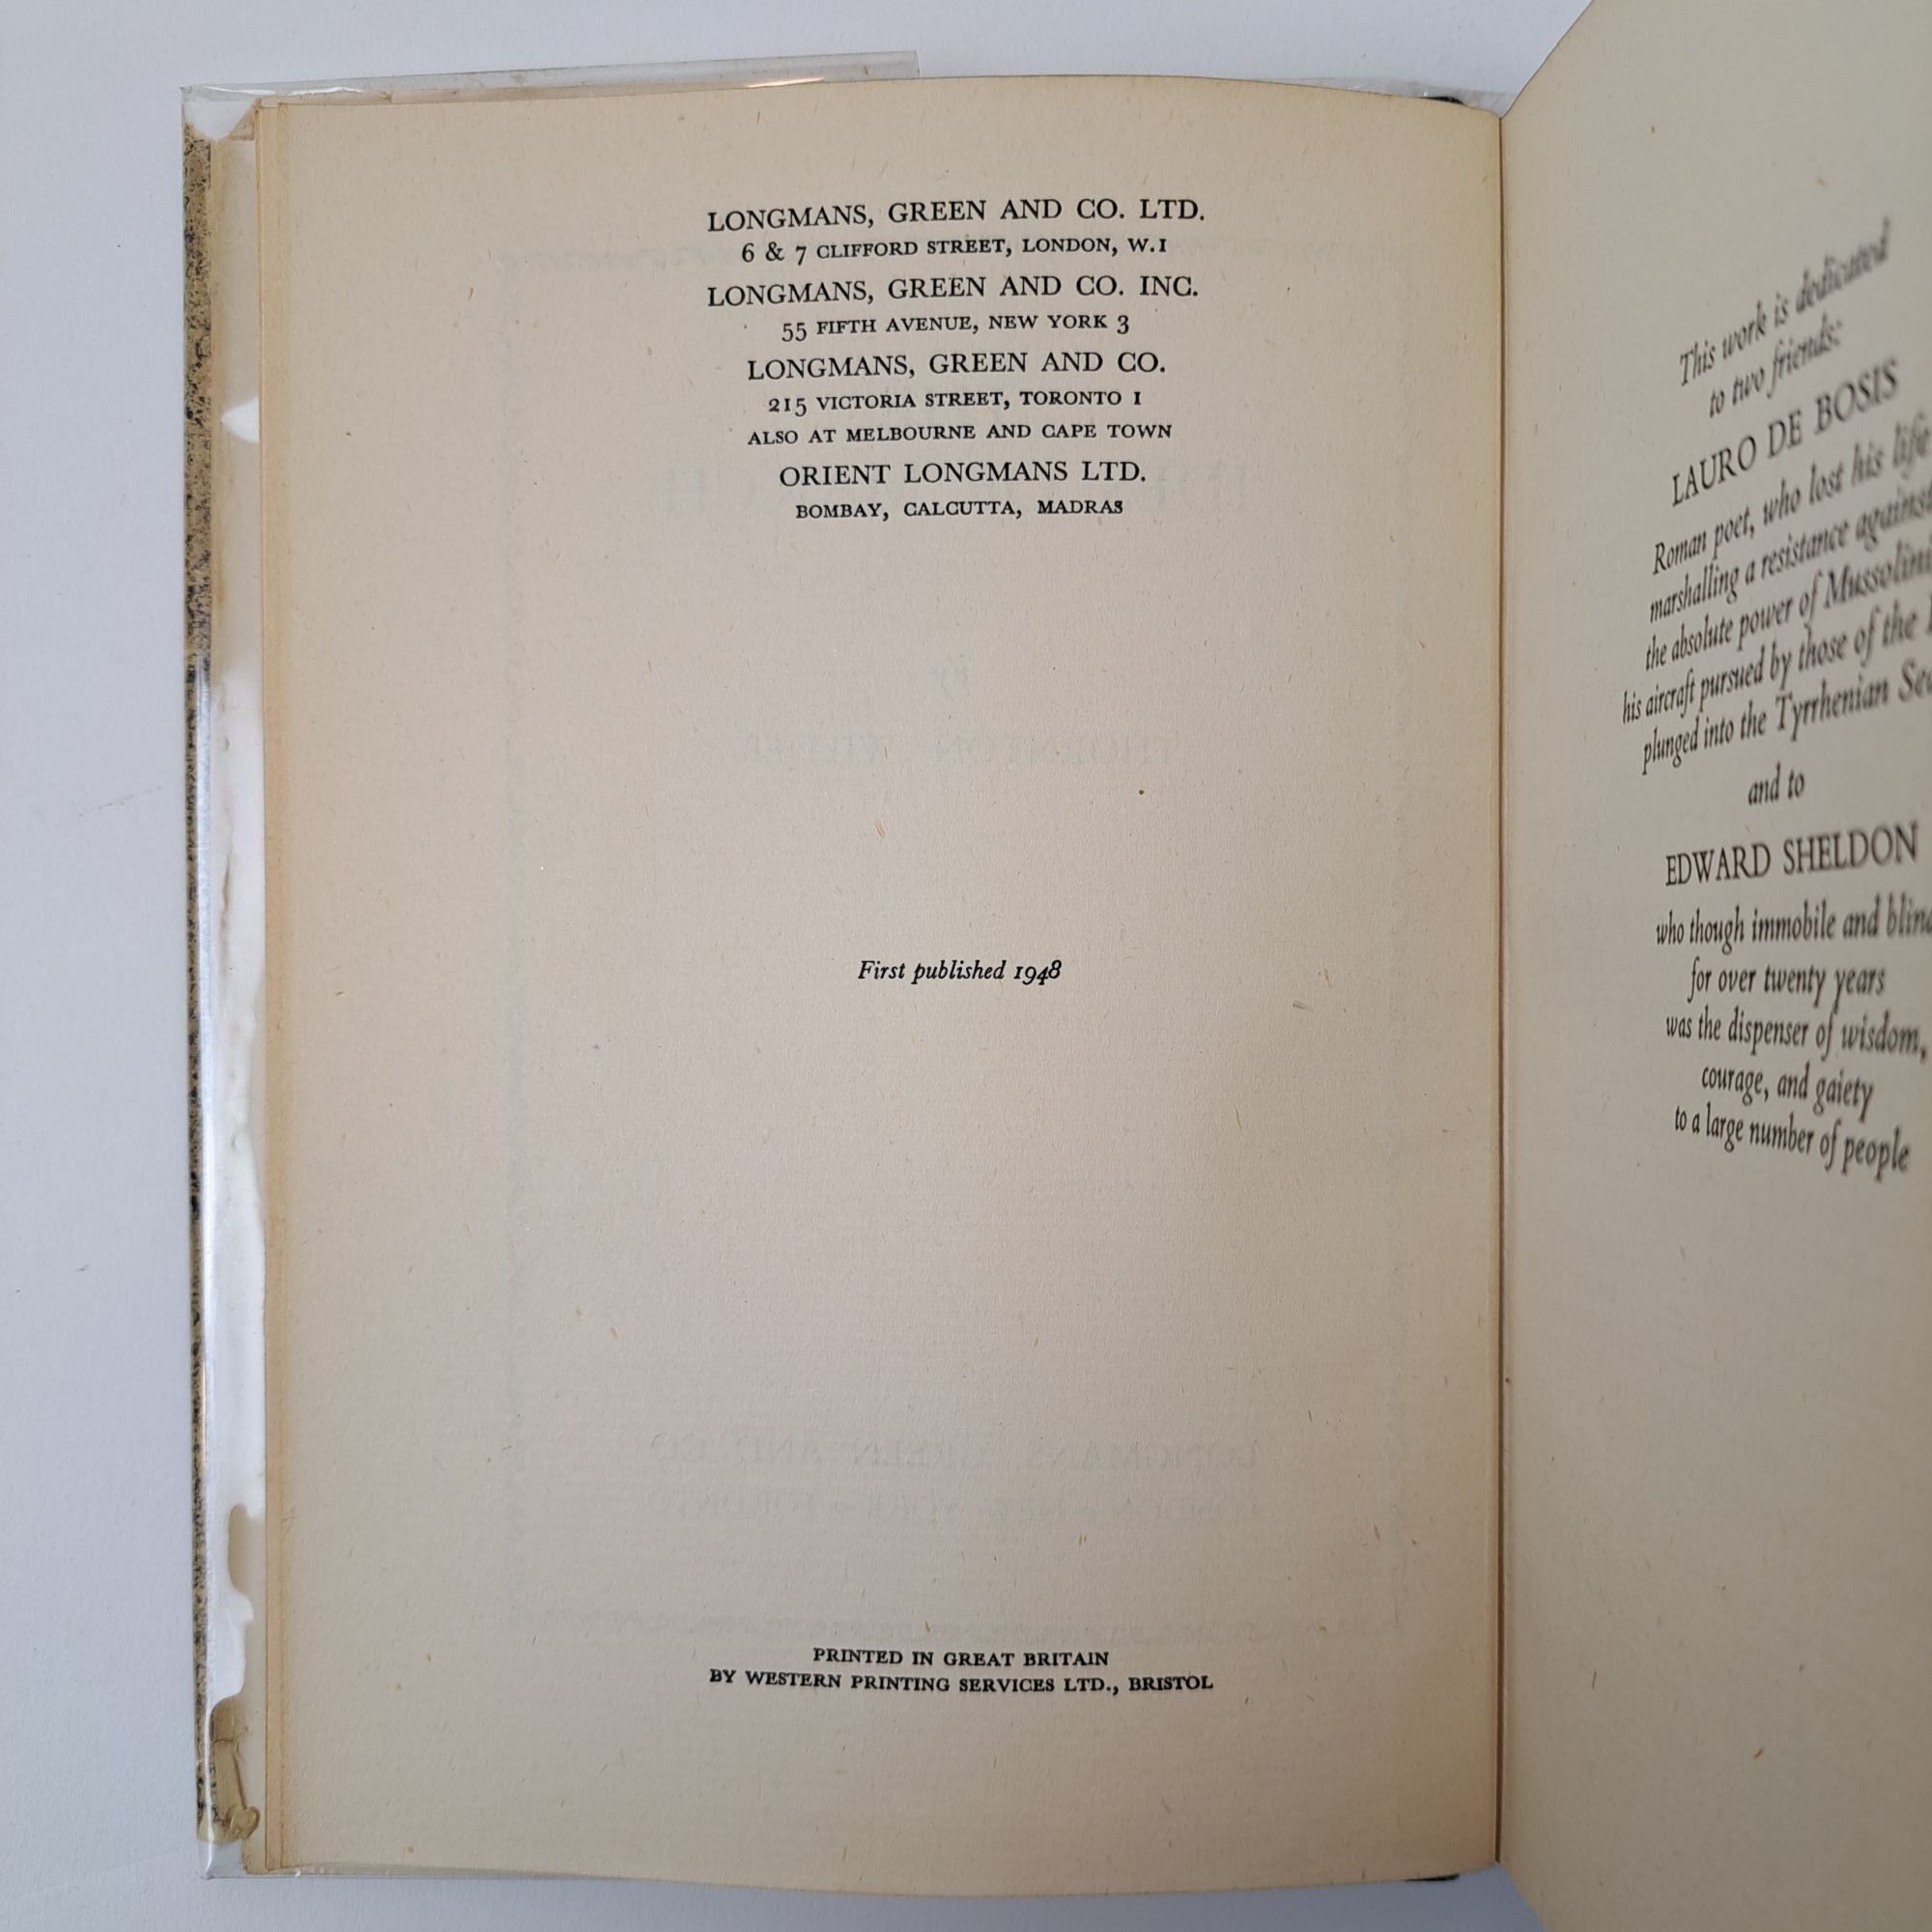 LONGMANS, GREEN AND CO. LTD.
6 & 7 CLIFFORD STREET, LONDON, W.1
LONGMANS, GREEN AND CO. INC.
55 FIFTH AVENUE, NEW YORK 3
LONGMANS, GREEN AND CO.
215 VICTORIA STREET, TORONTO 1
ALSO AT MELBOURNE AND CAPE TOWN
ORIENT LONGMANS LTD.
BOMBAY, CALCUTTA, MADRAS
First published 1948
PRINTED IN GREAT BRITAIN
BY WESTERN PRINTING SERVICES LTD., BRISTOL
This work is dedicated
to two friends:
LAURO DE BOSIS
Roman poet, who lost his life
marshalling a resistance against
the absolute power of Mussolini
his aircraft pursued by those of the
plunged into the Tyrrhenian
and to
EDWARD SHELDON
who though immobile and
for over twenty years
was the dispenser of wisdom,
courage, and gaiety
to a large number of people